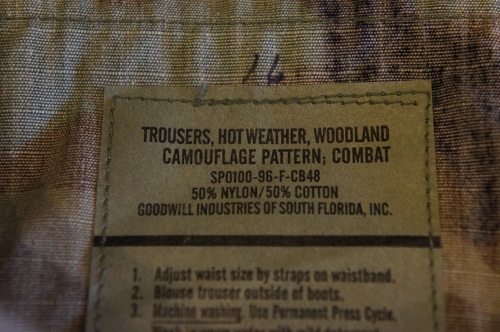 16
TROUSERS, HOT WEATHER, WOODLAND
CAMOUFLAGE PATTERN; COMBAT
SP0100-96-F-CB48
50% NYLON/50% COTTON
GOODWILL INDUSTRIES OF SOUTH FLORIDA, INC.
1. Adjust waist size by straps on waistband.
2. Blouse trouser outside of boots.
3. Machine washing. Use Permanent Press Cycle.